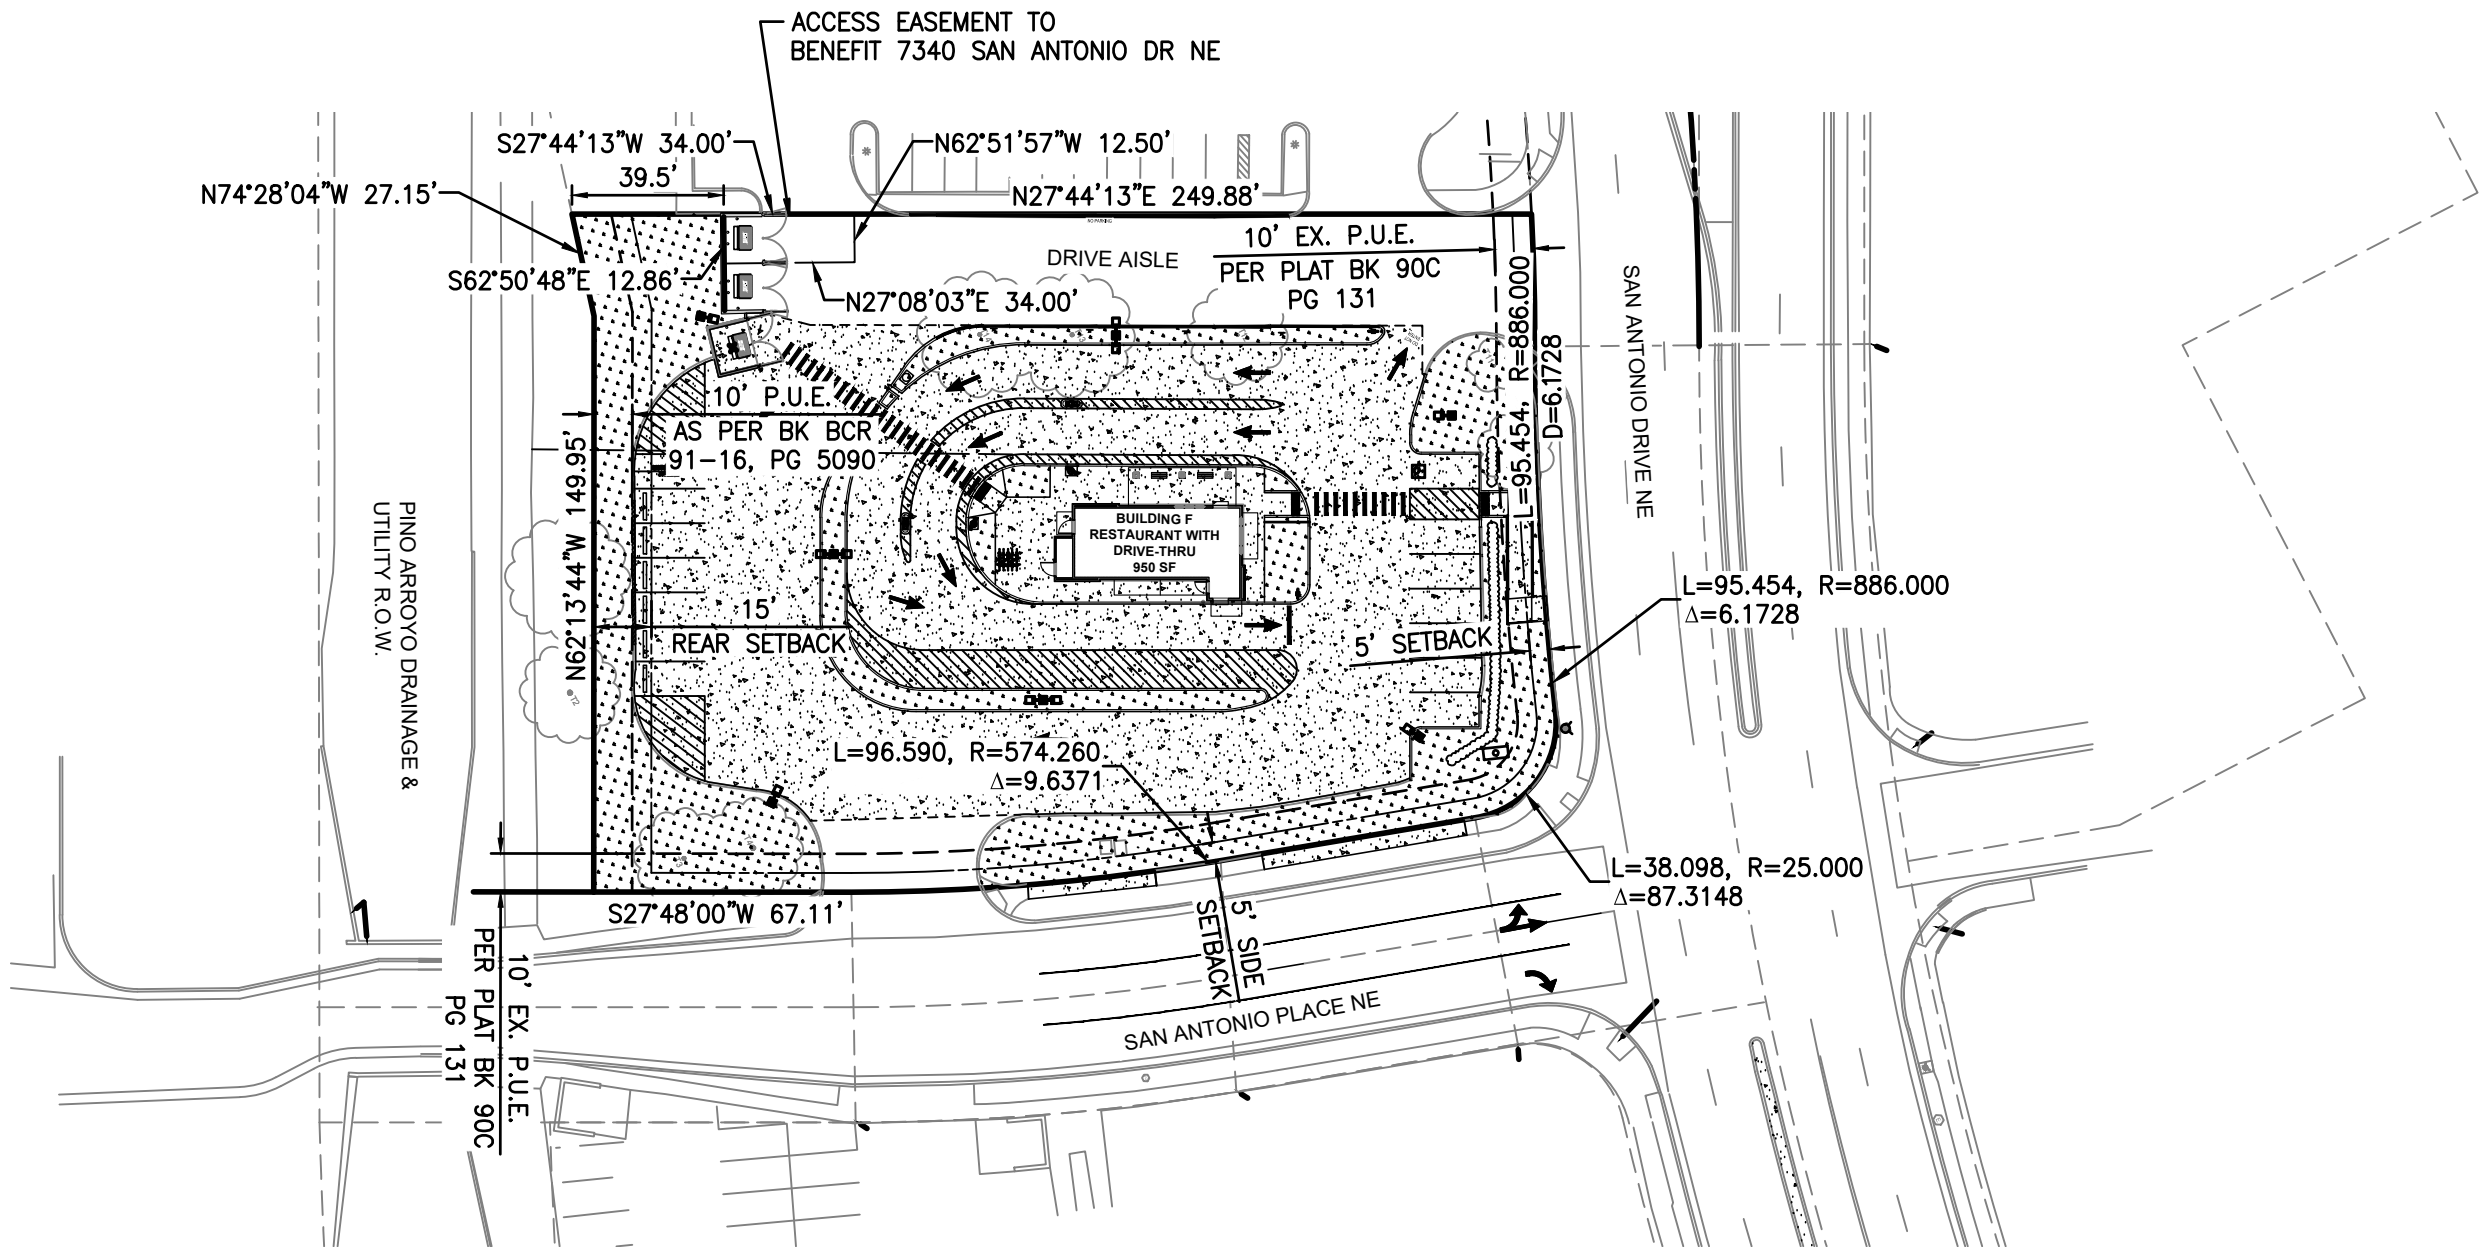 ACCESS EASEMENT TO
BENEFIT 7340 SAN ANTONIO DR NE
S27°44'13"W 34.00'
N62°51'57"W 12.50'
39.5'
N74°28'04"W 27.15'
N27°44'13"E 249.88'
NO PARKING
10' EX. P.U.E.
PER PLAT BK 90C
PG 131
DRIVE AISLE
S62°50'48"E 12.86'
N27°08'03"E 34.00'
L=95.454, R=886.000
D=6.1728
SAN ANTONIO DRIVE NE
10' P.U.E.
AS PER BK BCR
91-16, PG 5090
N62°13'44"W 149.95'
PINO ARROYO DRAINAGE &
UTILITY R.O.W.
BUILDING F
RESTAURANT WITH
DRIVE-THRU
950 SF
15'
REAR SETBACK
5' SETBACK
L=95.454, R=886.000
Δ=6.1728
T2
L=96.590, R=574.260
Δ=9.6371
L=38.098, R=25.000
Δ=87.3148
S27°48'00"W 67.11'
5' SIDE
SETBACK
10' EX. P.U.E.
PER PLAT BK 90C
PG 131
SAN ANTONIO PLACE NE